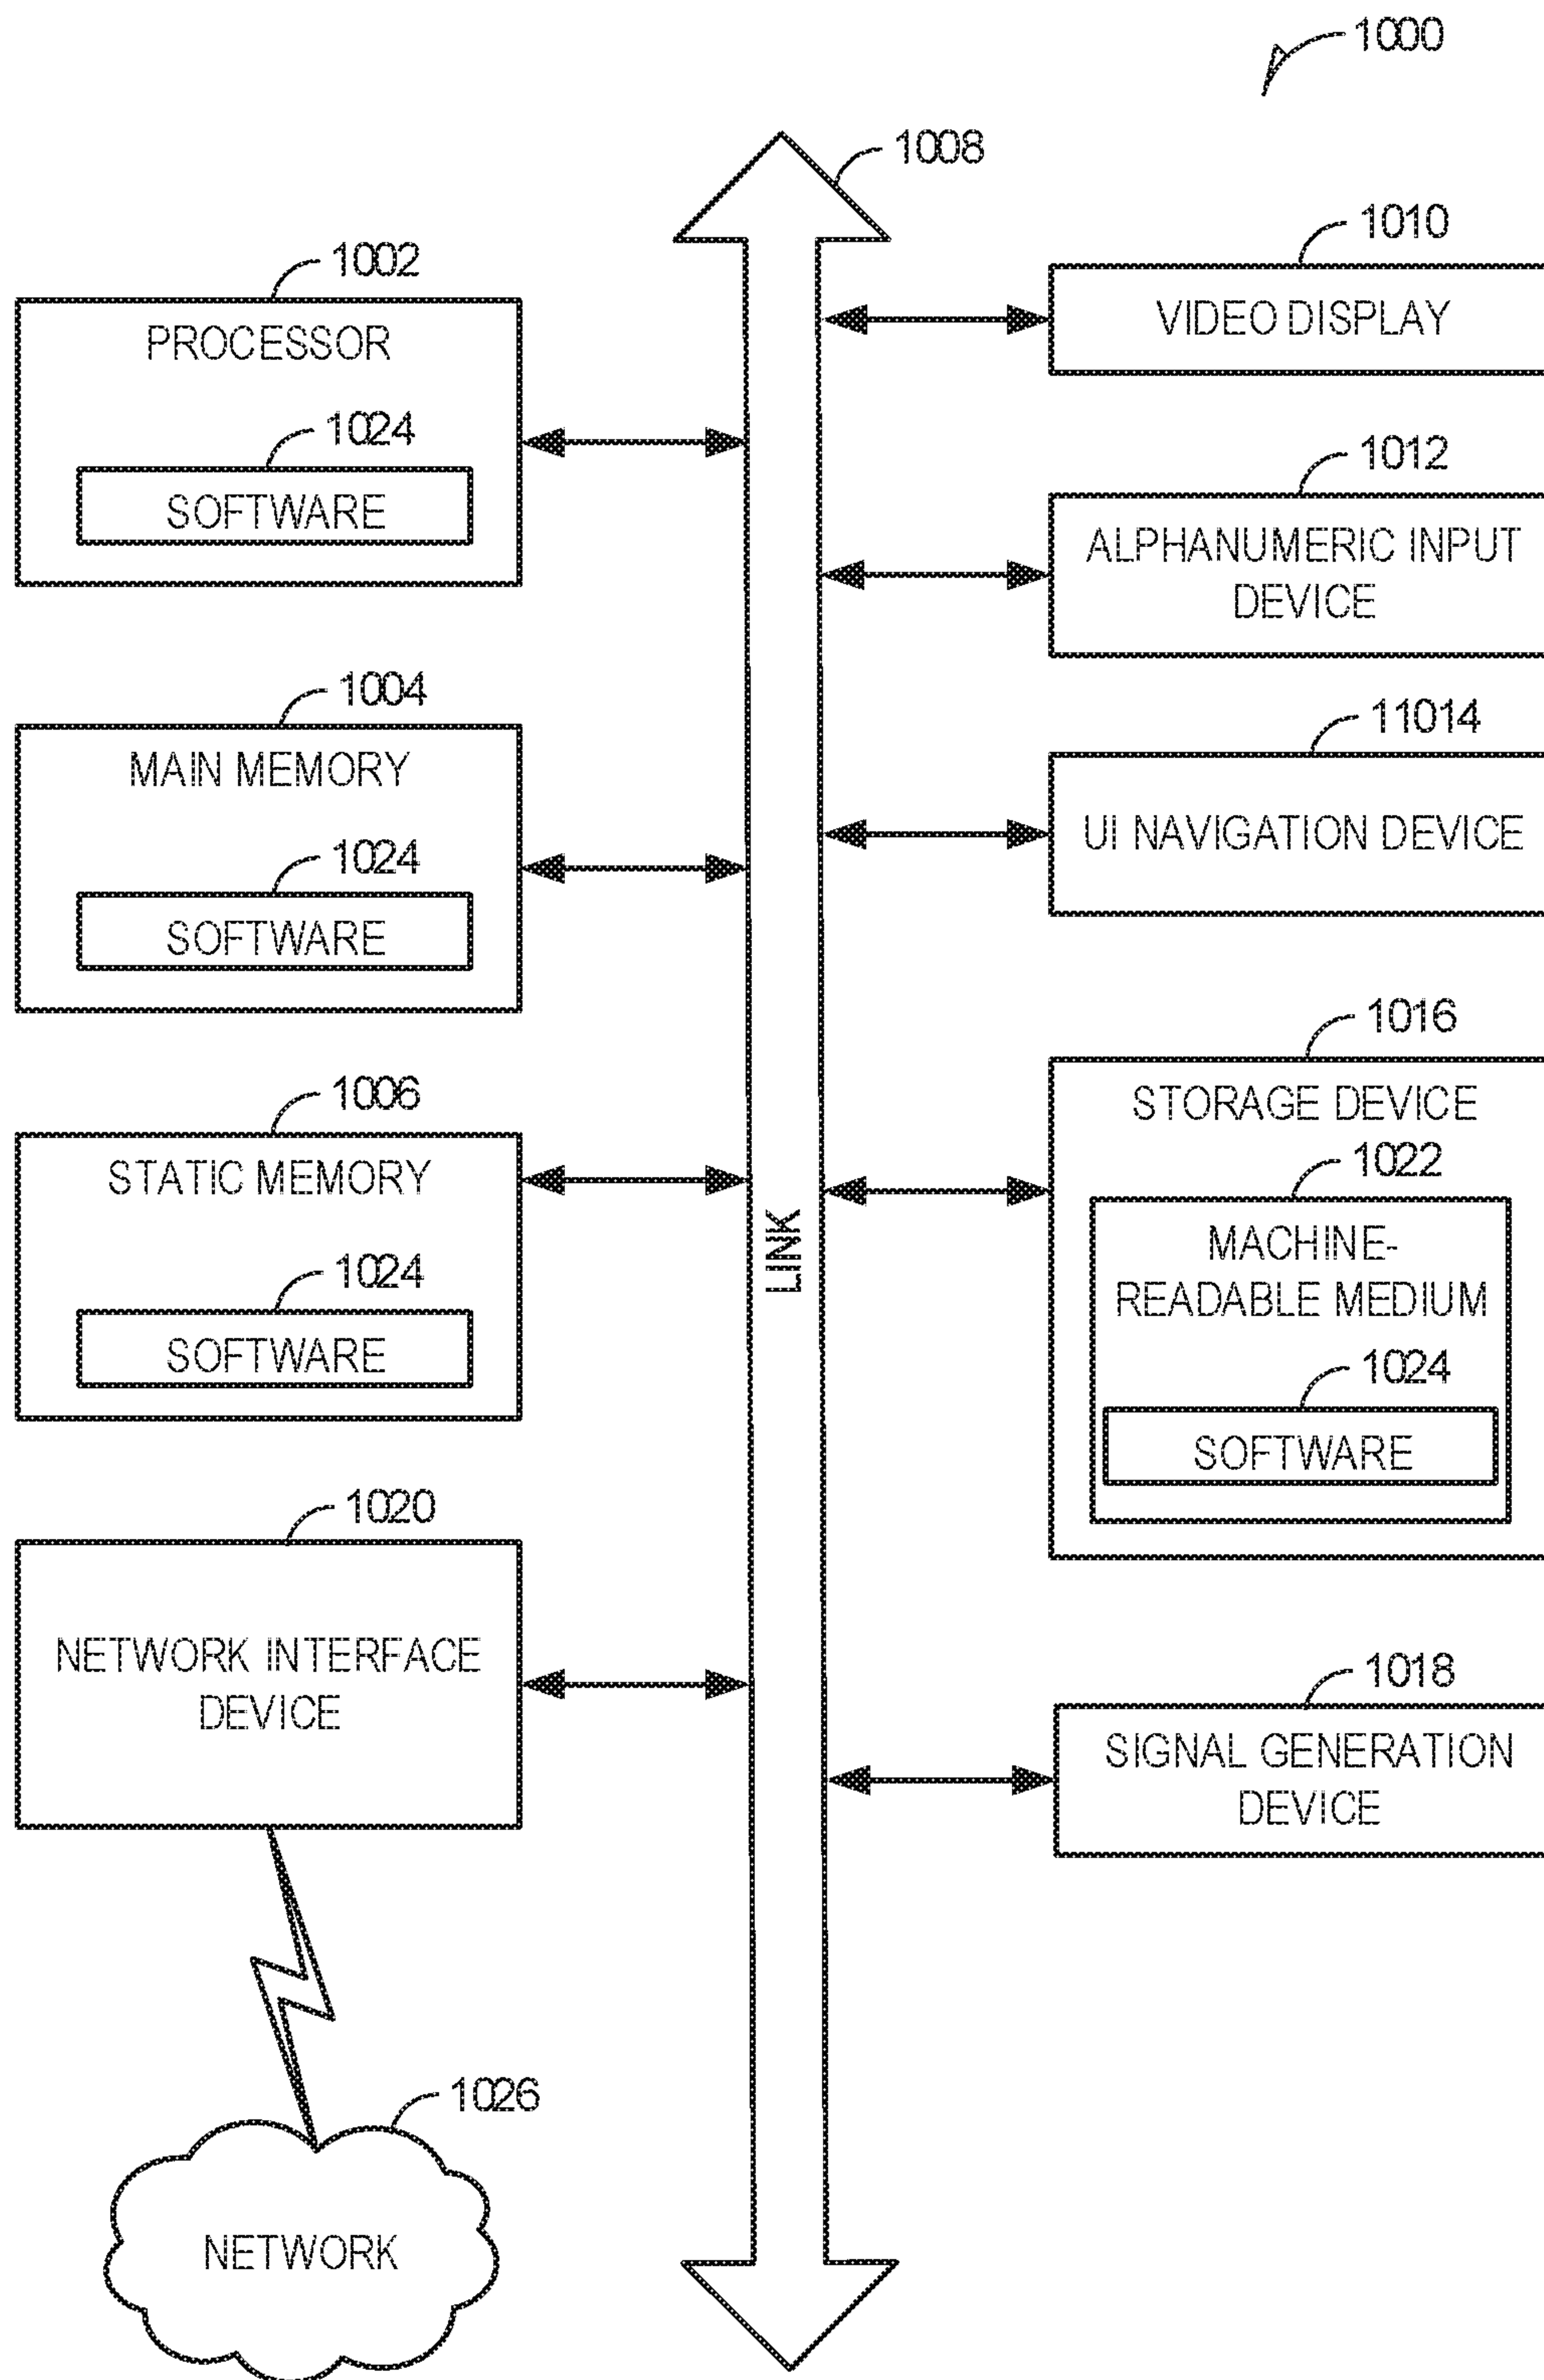 1000
1008
1002
PROCESSOR
1024
SOFTWARE
1004
MAIN MEMORY
1024
SOFTWARE
1006
STATIC MEMORY
1024
SOFTWARE
1020
NETWORK INTERFACE
DEVICE
1026
NETWORK
LINK
1010
VIDEO DISPLAY
1012
ALPHANUMERIC INPUT
DEVICE
11014
UI NAVIGATION DEVICE
1016
STORAGE DEVICE
1022
MACHINE-
READABLE MEDIUM
1024
SOFTWARE
1018
SIGNAL GENERATION
DEVICE